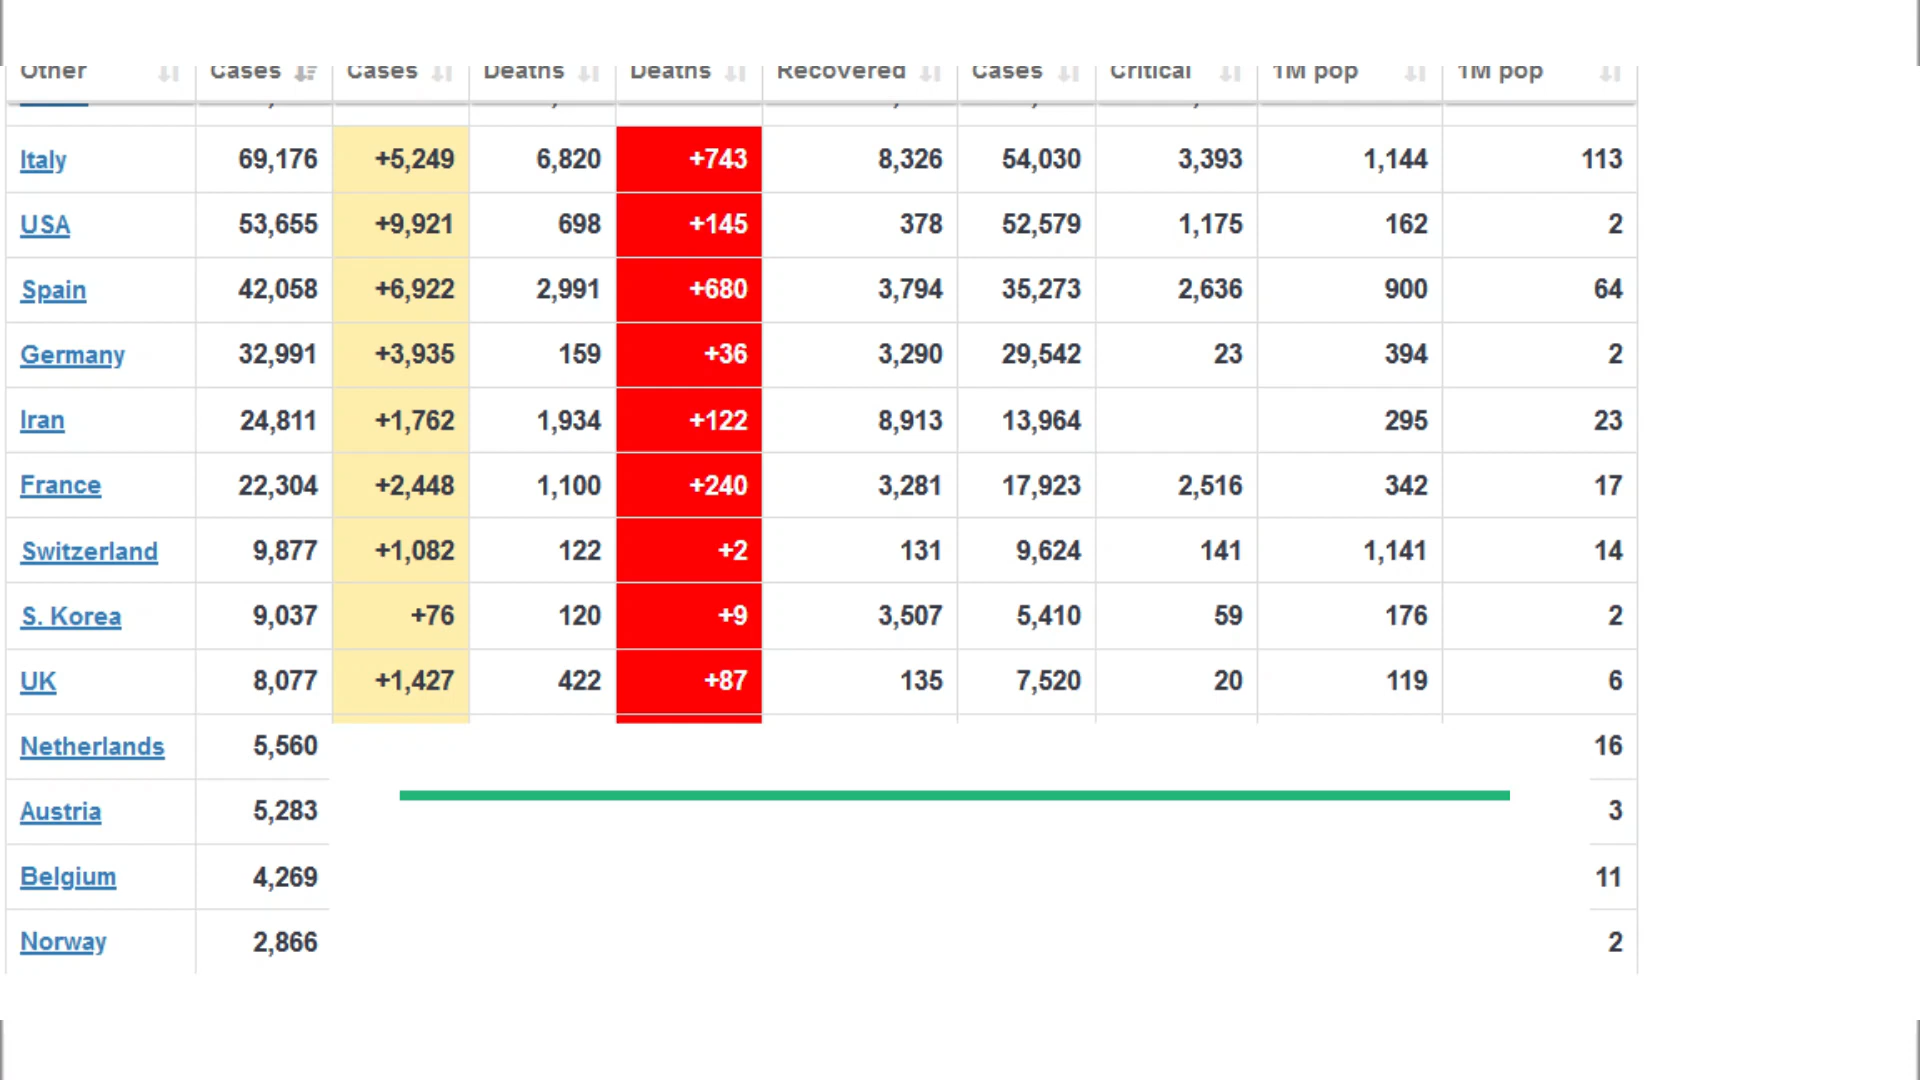 Other Cases Cases Deaths Deaths Recovered Cases Critical 1M pop 1M pop
Italy 69,176 +5,249 6,820 +743 8,326 54,030 3,393 1,144 113
USA 53,655 +9,921 698 +145 378 52,579 1,175 162 2
Spain 42,058 +6,922 2,991 +680 3,794 35,273 2,636 900 64
Germany 32,991 +3,935 159 +36 3,290 29,542 23 394 2
Iran 24,811 +1,762 1,934 +122 8,913 13,964 295 23
France 22,304 +2,448 1,100 +240 3,281 17,923 2,516 342 17
Switzerland 9,877 +1,082 122 +2 131 9,624 141 1,141 14
S. Korea 9,037 +76 120 +9 3,507 5,410 59 176 2
UK 8,077 +1,427 422 +87 135 7,520 20 119 6
Netherlands 5,560 16
Austria 5,283 3
Belgium 4,269 11
Norway 2,866 2